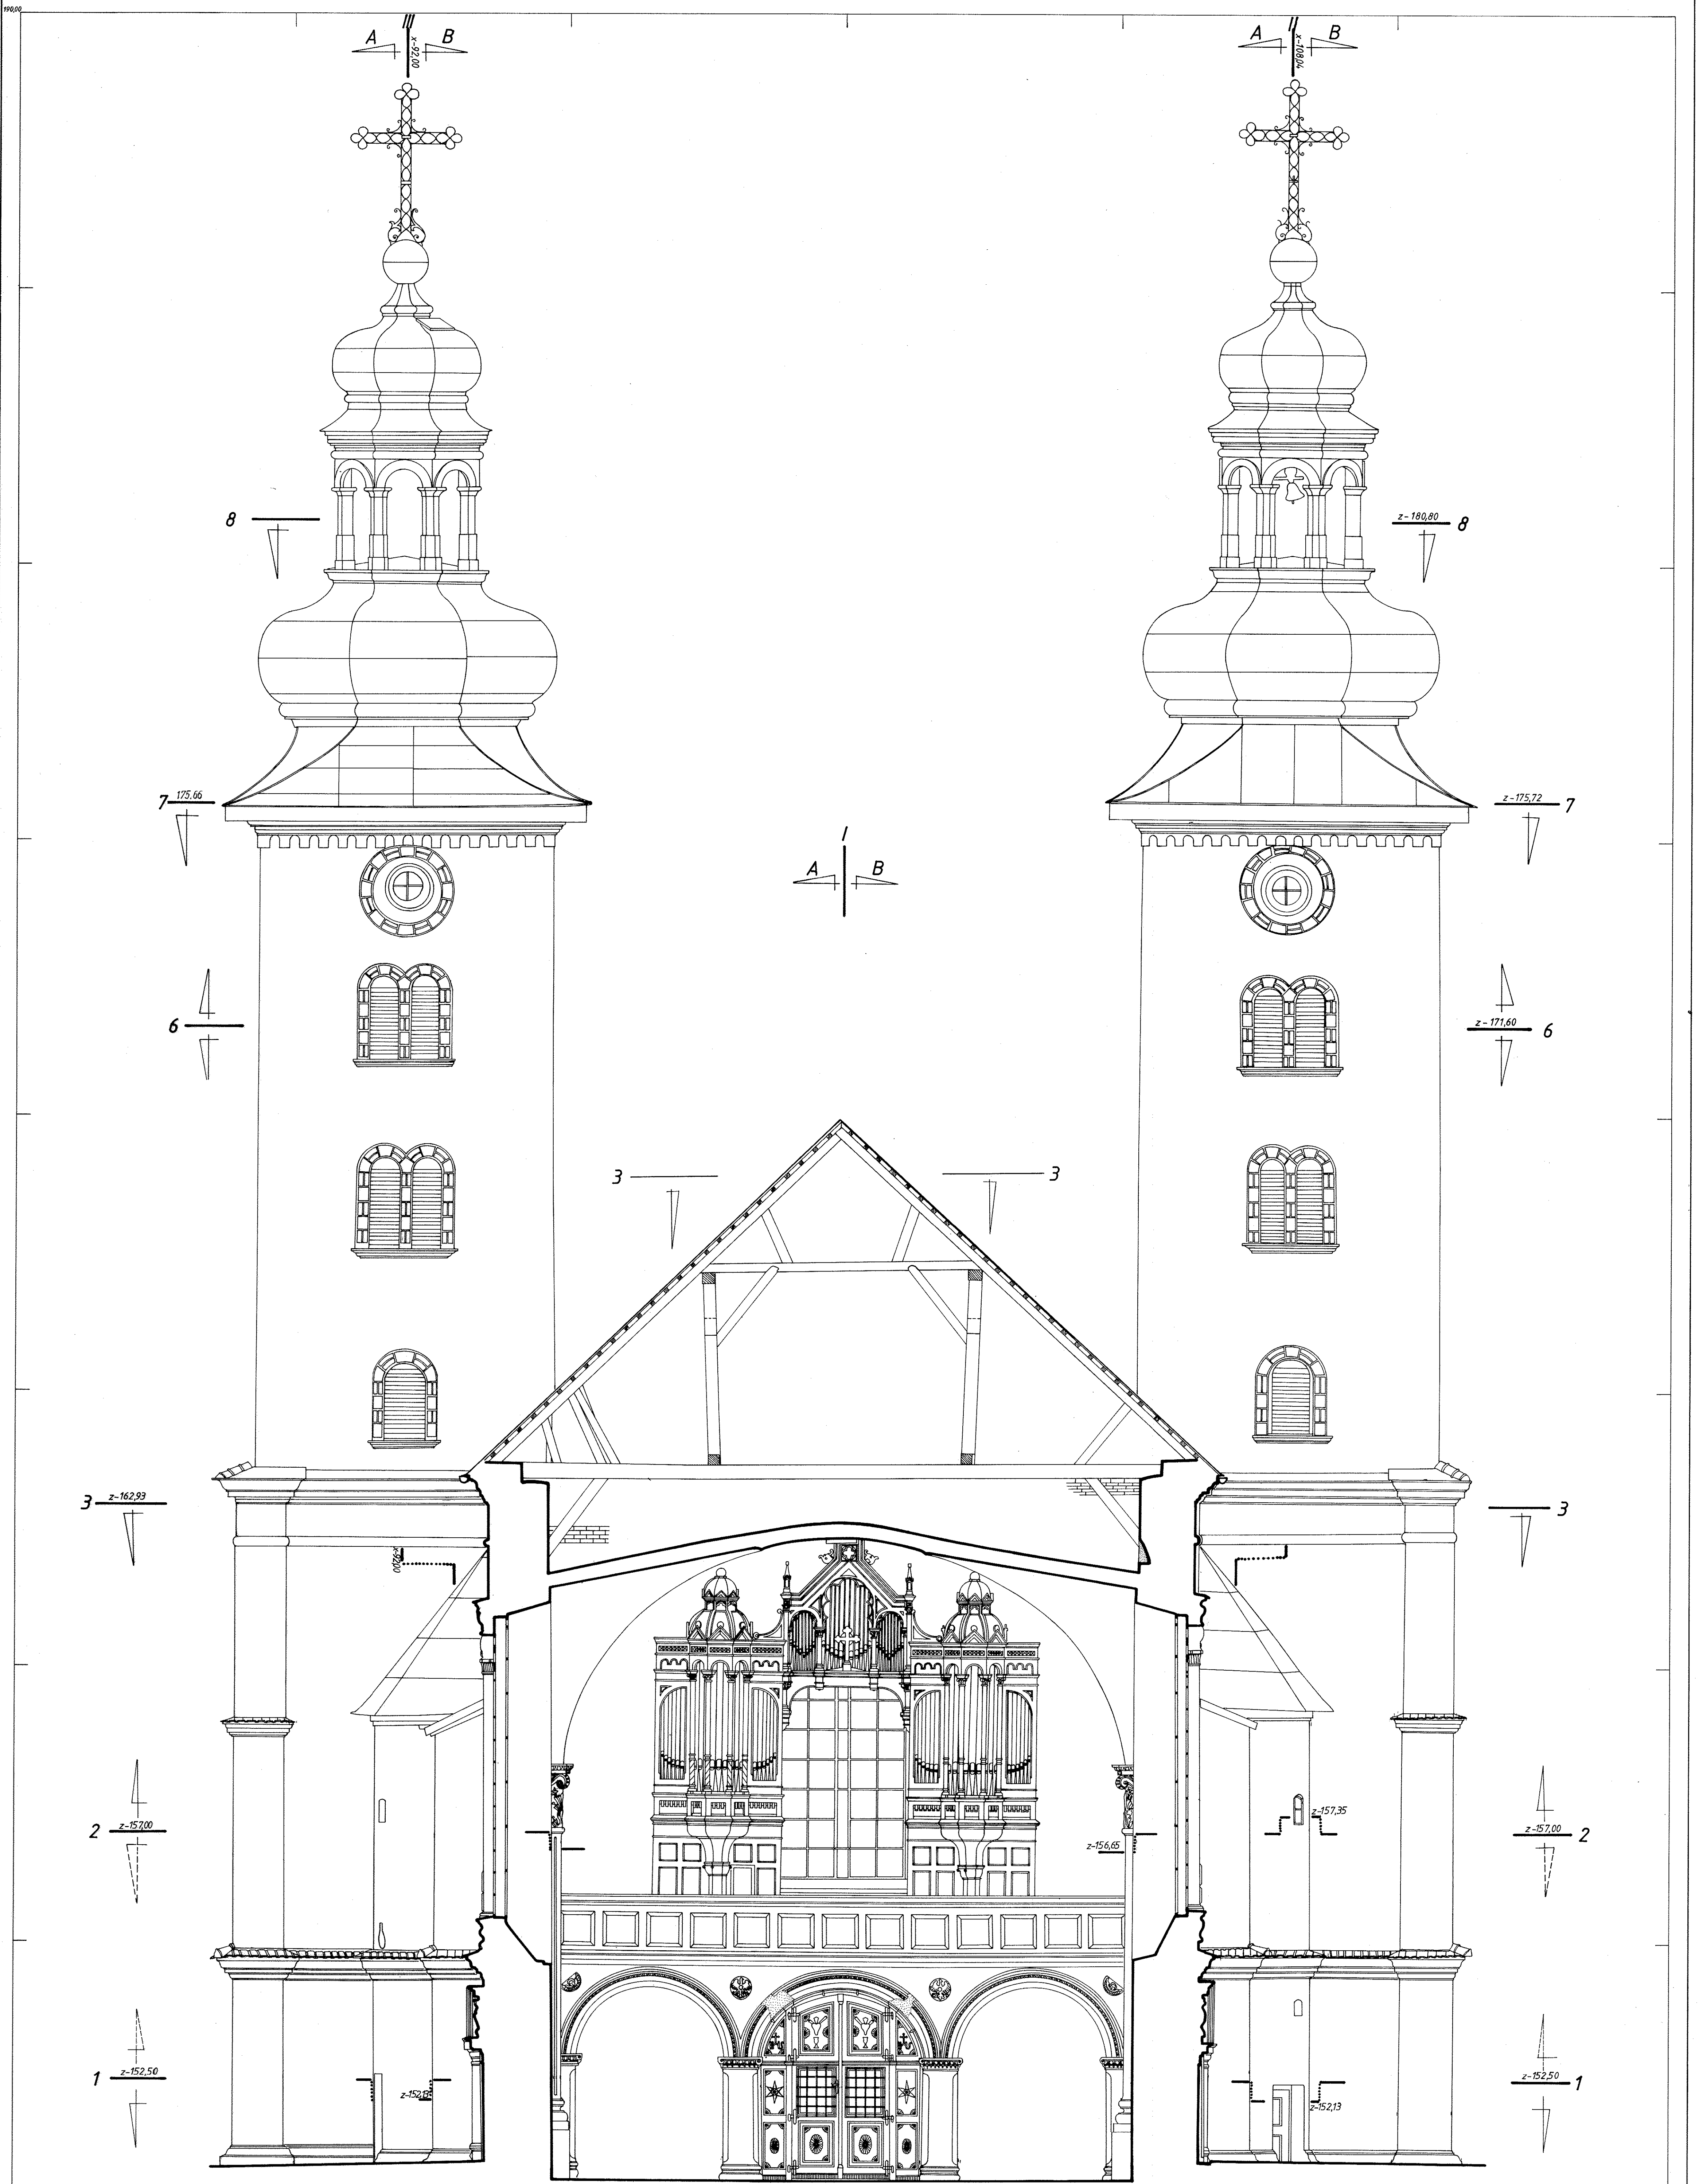 190,00
III
A B
x-92,00
II
A B
x-108,04
8
z-180,80 8
7 175,66
z-175,72 7
I
A B
6
z-171,60 6
3
3
3 z-162,93
3
x-92,00
2 z-157,00
z-157,35
z-156,65
z-157,00 2
1 z-152,50
z-152,13
z-152,50 1
z-152,13